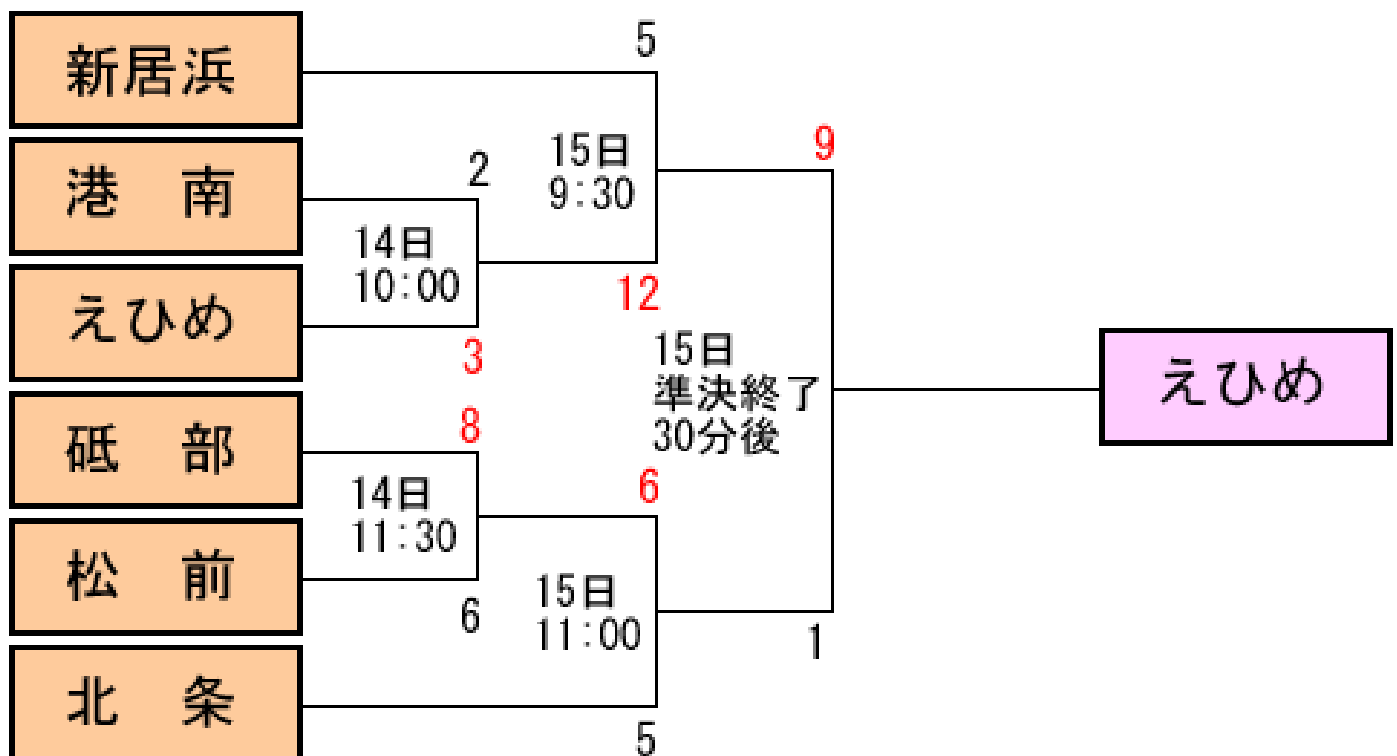 5
新居浜
9
15日
9:30
2
港　南
14日
10:00
12
えひめ
3
15日
準決終了
30分後
えひめ
8
砥　部
6
14日
11:30
松　前
6
15日
11:00
1
北　条
5